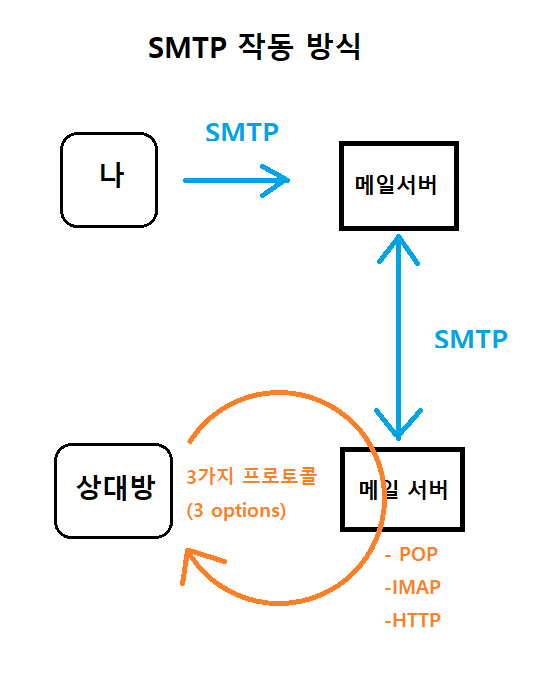 SMTP 작동 방식
SMTP
나
메일서버
SMTP
상대방
3가지 프로토콜
(3 options)
메일 서버
- POP
-IMAP
-HTTP